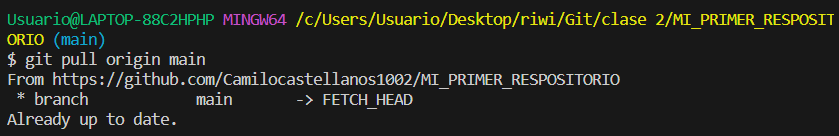 Usuario@LAPTOP-88C2HPHP MINGW64 /c/Users/Usuario/Desktop/riwi/Git/clase 2/MI_PRIMER_RESPOSIT
ORIO (main)
$ git pull origin main
From https://github.com/Camilocastellanos1002/MI_PRIMER_RESPOSITORIO
 * branch            main       -> FETCH_HEAD
Already up to date.